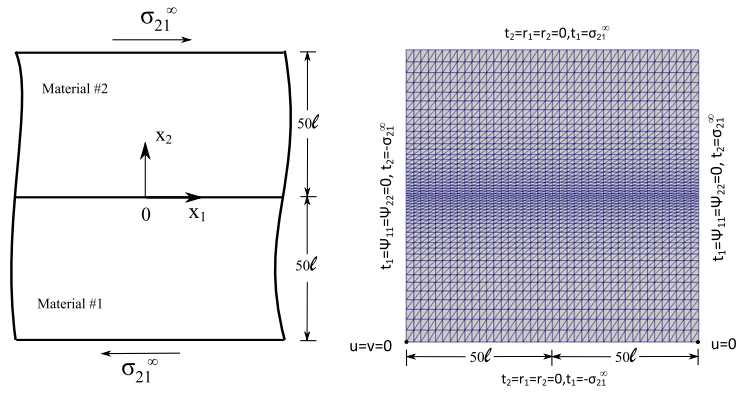 σ21∞
Material #2
50ℓ
x2
0
x1
50ℓ
Material #1
σ21∞
t2=r1=r2=0,t1=σ21∞
t1=Ψ11=Ψ22=0, t2=-σ21∞
t1=Ψ11=Ψ22=0, t2=σ21∞
u=v=0
u=0
50ℓ
50ℓ
t2=r1=r2=0,t1=-σ21∞